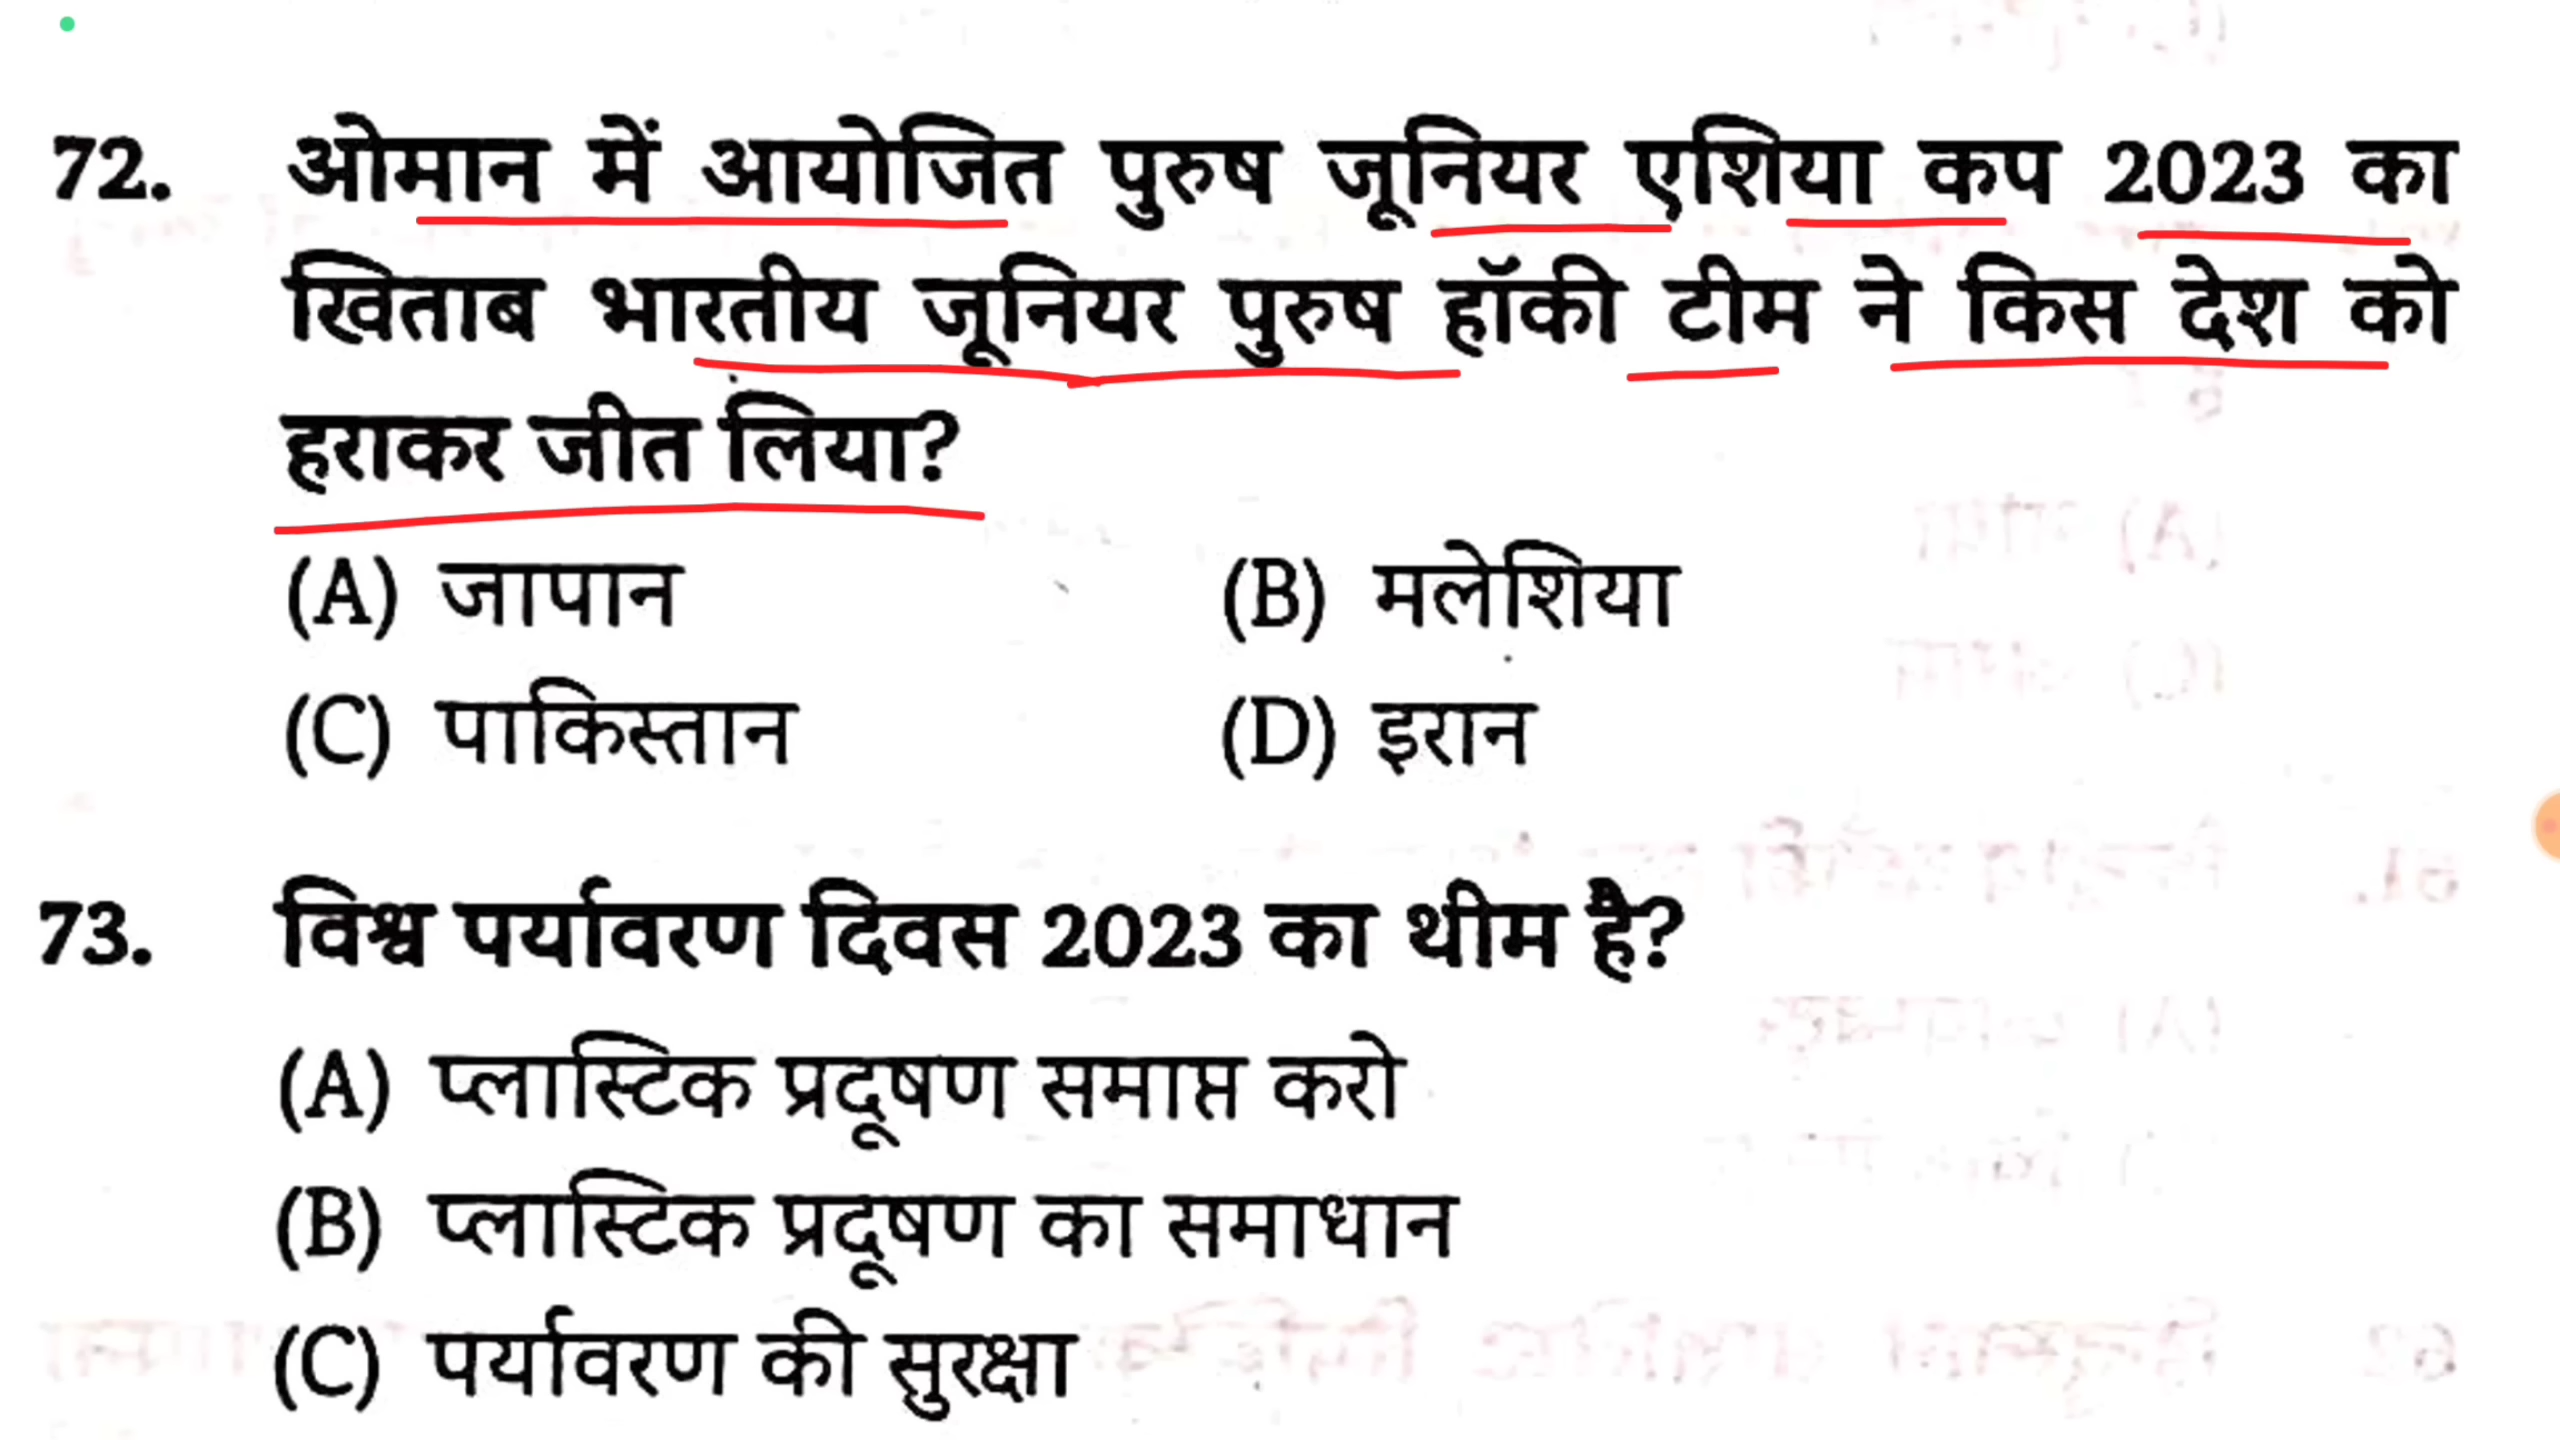 72. ओमान में आयोजित पुरुष जूनियर एशिया कप 2023 का
खिताब भारतीय जूनियर पुरुष हॉकी टीम ने किस देश को
हराकर जीत लिया?
(A) जापान (B) मलेशिया
(C) पाकिस्तान (D) इरान
73. विश्व पर्यावरण दिवस 2023 का थीम है?
(A) प्लास्टिक प्रदूषण समाप्त करो
(B) प्लास्टिक प्रदूषण का समाधान
(C) पर्यावरण की सुरक्षा